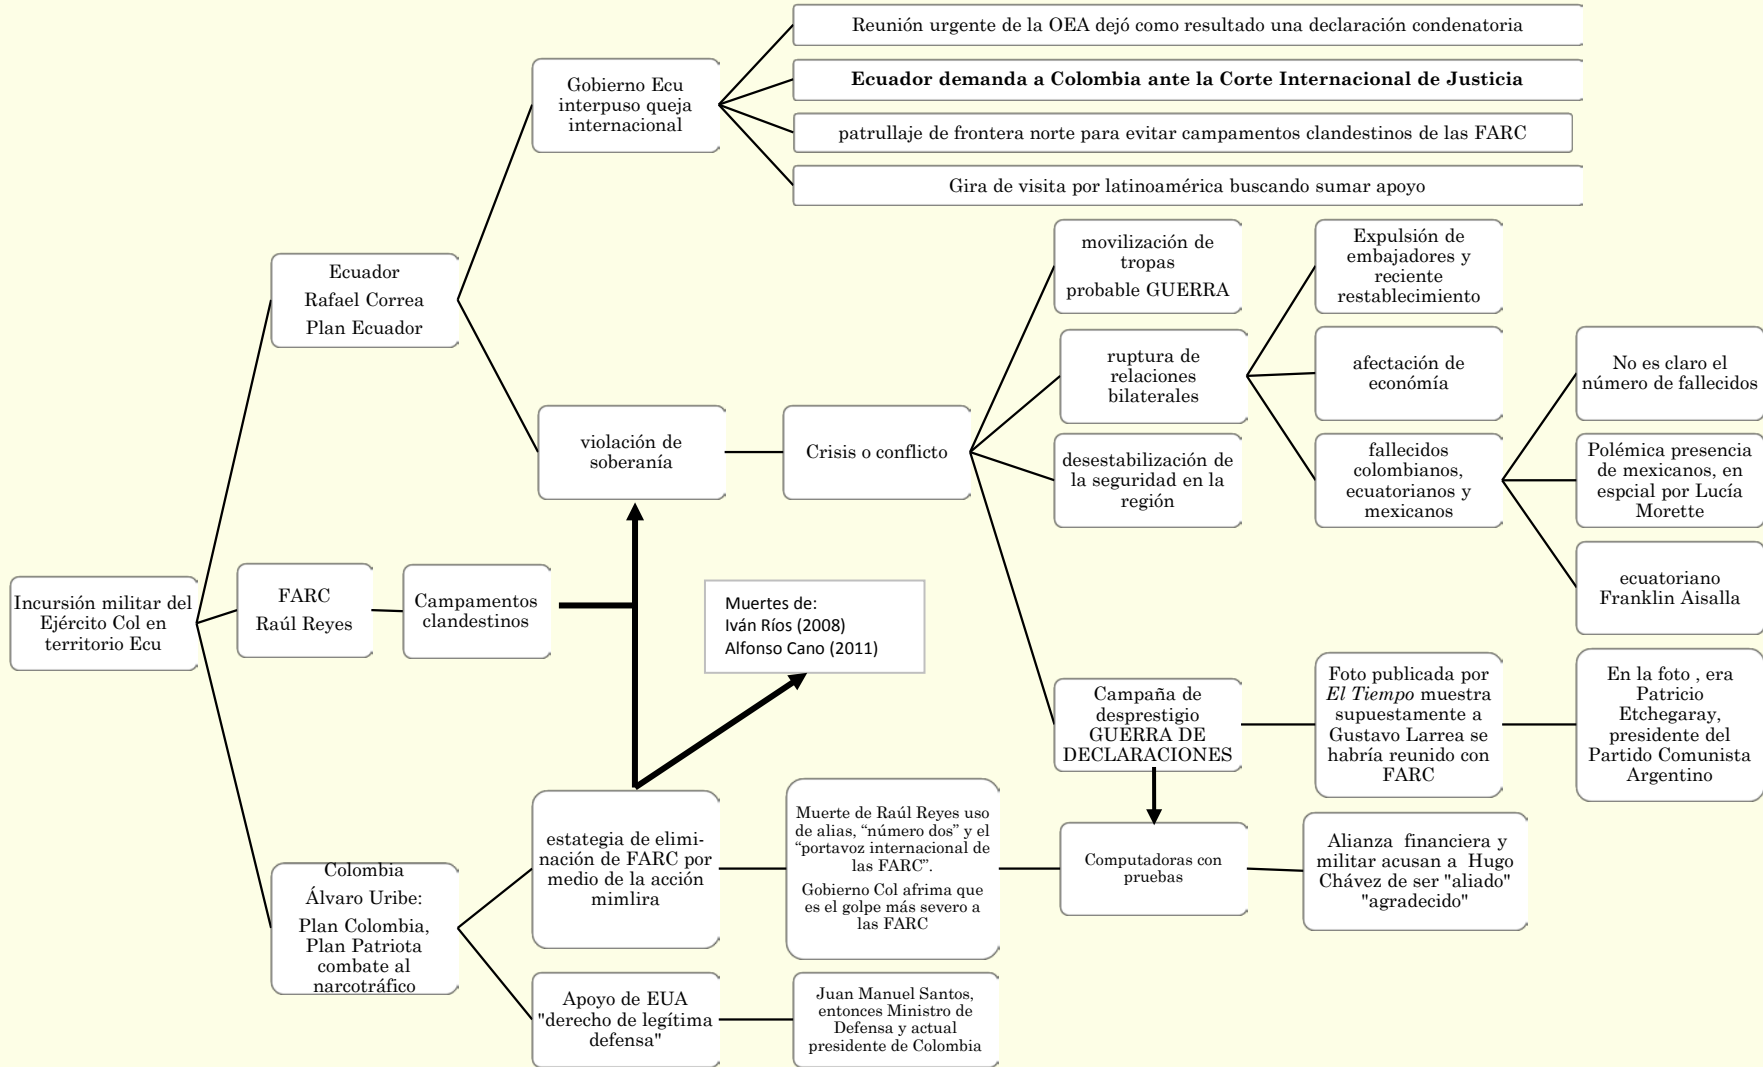 Reunión urgente de la OEA dejó como resultado una declaración condenatoria
Gobierno Ecu
interpuso queja
internacional
Ecuador demanda a Colombia ante la Corte Internacional de Justicia
patrullaje de frontera norte para evitar campamentos clandestinos de las FARC
Gira de visita por latinoamérica buscando sumar apoyo
Ecuador
Rafael Correa
Plan Ecuador
violación de
soberanía
Crisis o conflicto
movilización de
tropas
probable GUERRA
ruptura de
relaciones
bilaterales
Expulsión de
embajadores y
reciente
restablecimiento
afectación de
económía
fallecidos
colombianos,
ecuatorianos y
mexicanos
No es claro el
número de fallecidos
Polémica presencia
de mexicanos, en
espcial por Lucía
Morette
ecuatoriano
Franklin Aisalla
desestabilización de
la seguridad en la
región
Campaña de
desprestigio
GUERRA DE
DECLARACIONES
Foto publicada por
El Tiempo muestra
supuestamente a
Gustavo Larrea se
habría reunido con
FARC
En la foto , era
Patricio
Etchegaray,
presidente del
Partido Comunista
Argentino
Incursión militar del
Ejército Col en
territorio Ecu
FARC
Raúl Reyes
Campamentos
clandestinos
Muertes de:
Iván Ríos (2008)
Alfonso Cano (2011)
Colombia
Álvaro Uribe:
Plan Colombia,
Plan Patriota
combate al
narcotráfico
estategia de elimi-
nación de FARC por
medio de la acción
mimlira
Muerte de Raúl Reyes uso
de alias, “número dos” y el
“portavoz internacional de
las FARC”.
Gobierno Col afrima que
es el golpe más severo a
las FARC
Computadoras con
pruebas
Alianza financiera y
militar acusan a Hugo
Chávez de ser "aliado"
"agradecido"
Apoyo de EUA
"derecho de legítima
defensa"
Juan Manuel Santos,
entonces Ministro de
Defensa y actual
presidente de Colombia